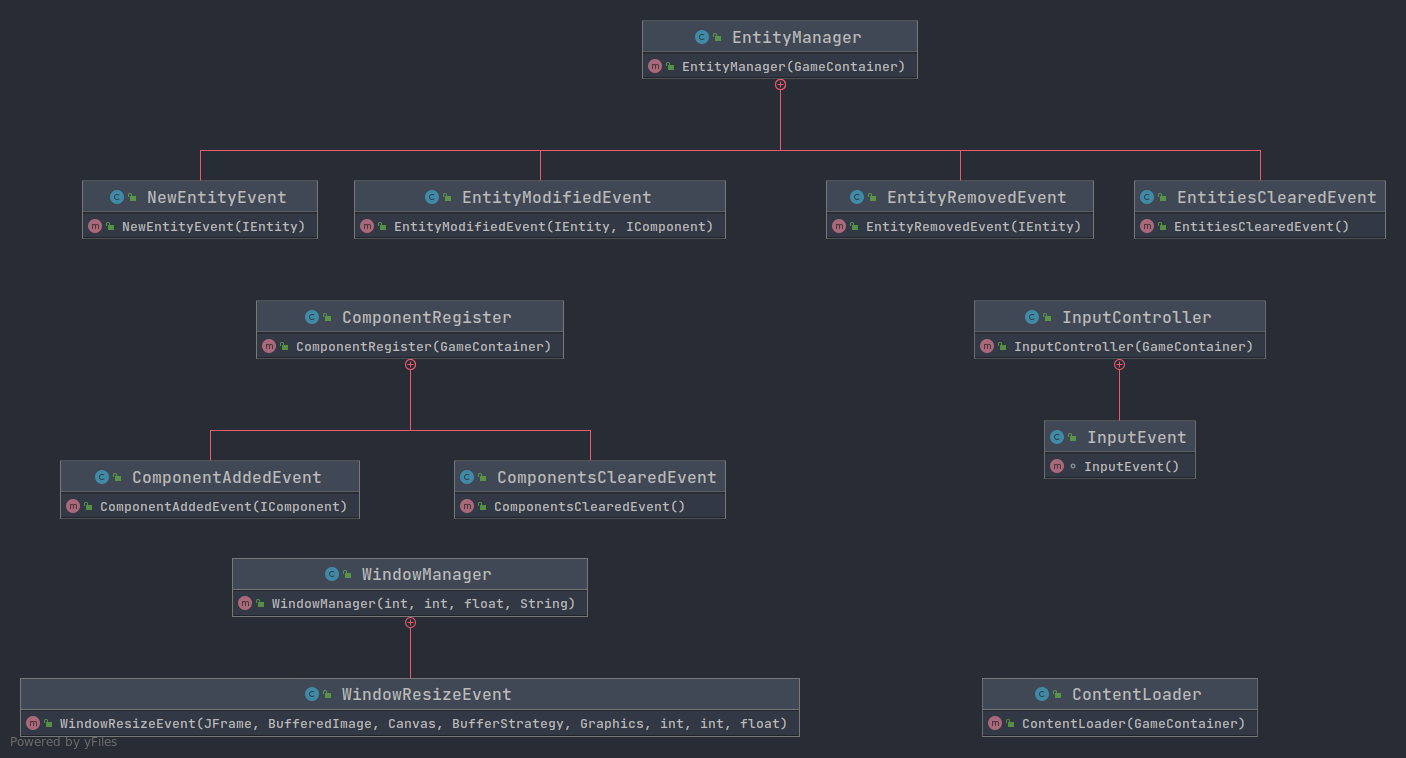 EntityManager
EntityManager(GameContainer)
NewEntityEvent
NewEntityEvent(IEntity)
EntityModifiedEvent
EntityModifiedEvent(IEntity, IComponent)
EntityRemovedEvent
EntityRemovedEvent(IEntity)
EntitiesClearedEvent
EntitiesClearedEvent()
ComponentRegister
ComponentRegister(GameContainer)
InputController
InputController(GameContainer)
InputEvent
InputEvent()
ComponentAddedEvent
ComponentAddedEvent(IComponent)
ComponentsClearedEvent
ComponentsClearedEvent()
WindowManager
WindowManager(int, int, float, String)
WindowResizeEvent
WindowResizeEvent(JFrame, BufferedImage, Canvas, BufferStrategy, Graphics, int, int, float)
ContentLoader
ContentLoader(GameContainer)
Powered by yFiles